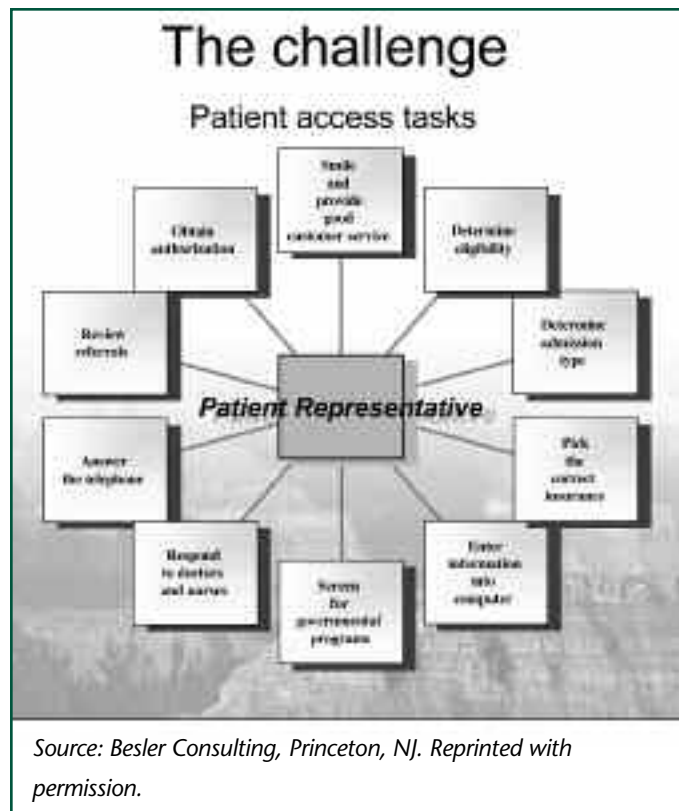 The challenge
Patient access tasks
Smile
and
provide
good
customer service
Determine
eligibility
Determine
admission
type
Pick
the
correct
insurance
Enter
information
into
computer
Screen
for
governmental
programs
Respond
to doctors
and nurses
Answer
the telephone
Review
referrals
Obtain
authorization
Patient Representative
Source: Besler Consulting, Princeton, NJ. Reprinted with
permission.